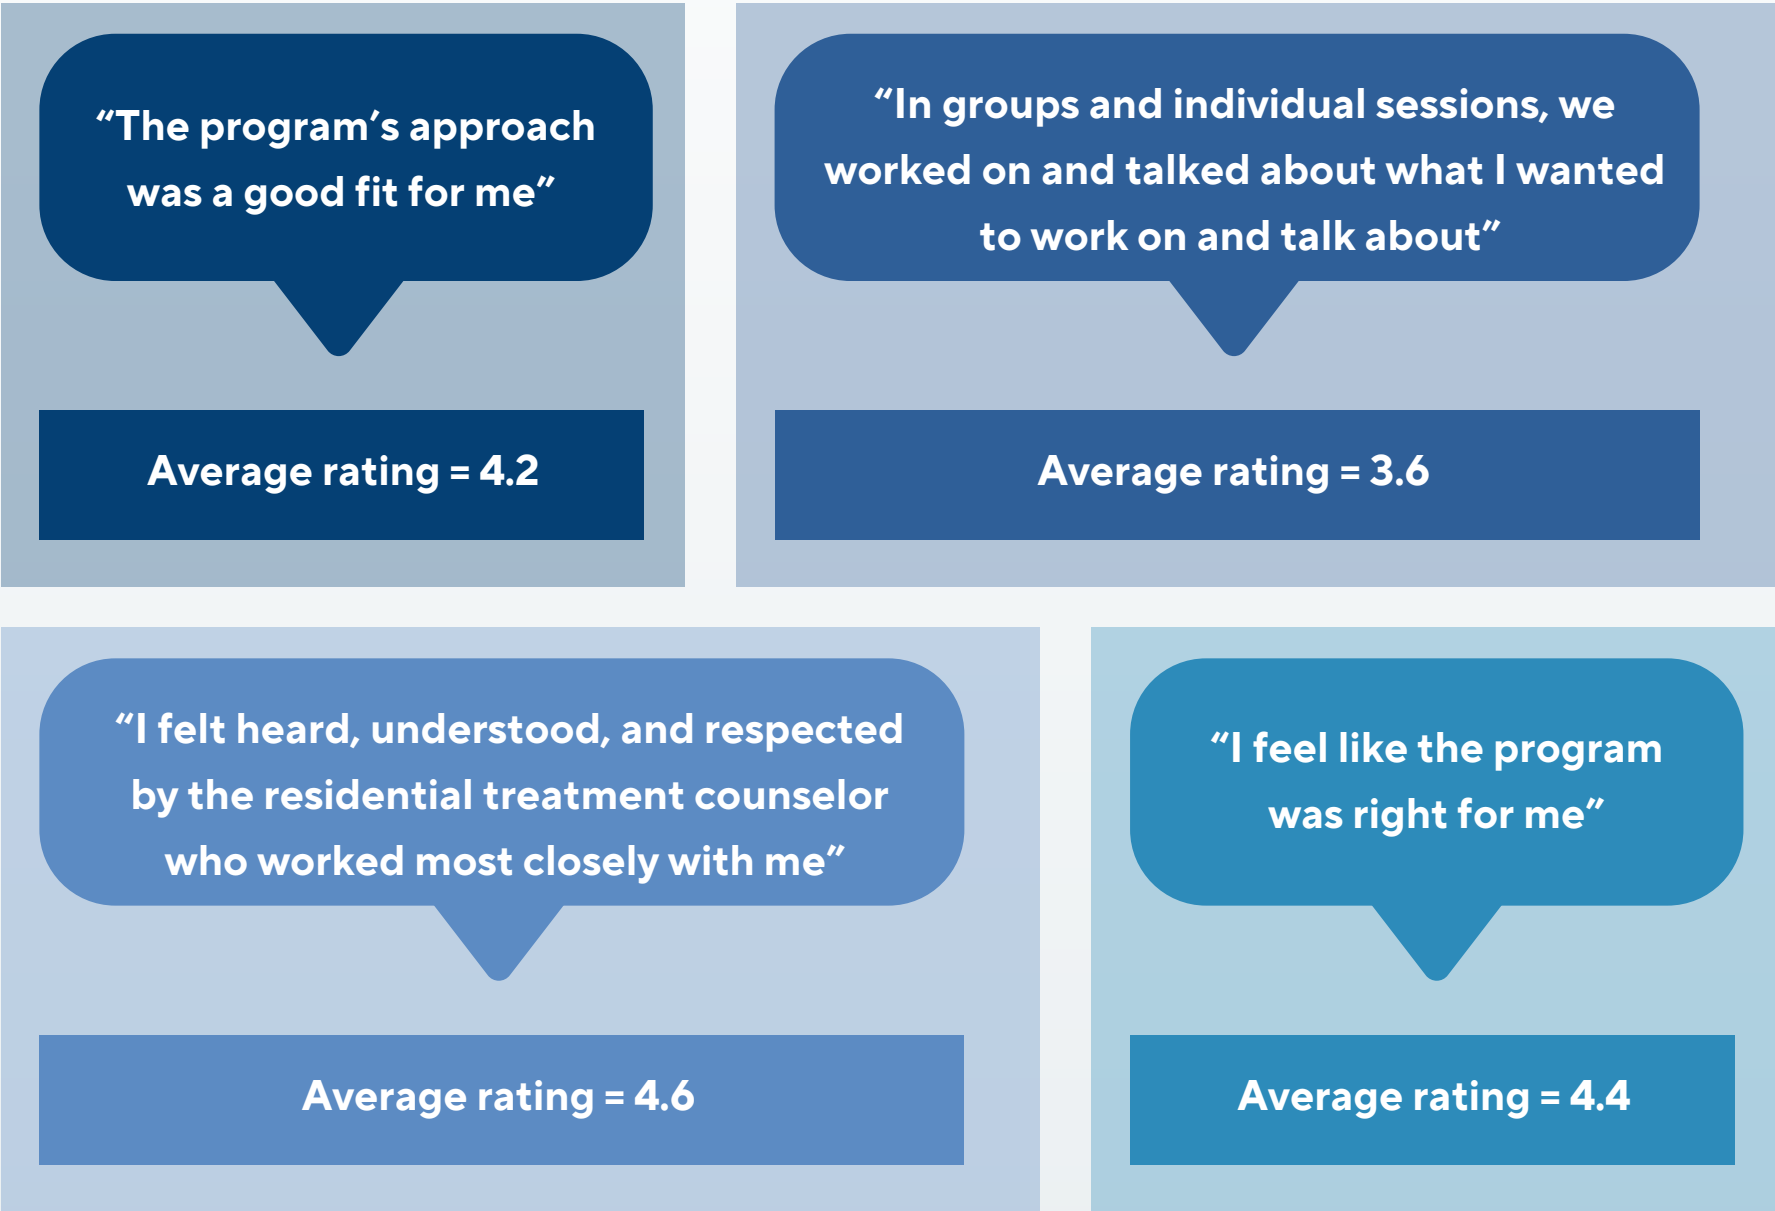 “The program’s approach
was a good fit for me”
Average rating = 4.2
“In groups and individual sessions, we
worked on and talked about what I wanted
to work on and talk about”
Average rating = 3.6
“I felt heard, understood, and respected
by the residential treatment counselor
who worked most closely with me”
Average rating = 4.6
“I feel like the program
was right for me”
Average rating = 4.4